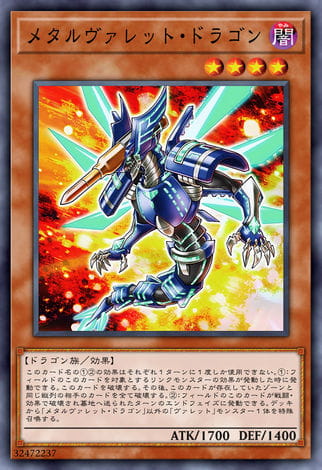 メタルヴァレット・ドラゴン
やみ
闇
【ドラゴン族/効果】
このカード名の①②の効果はそれぞれ1ターンに1度しか使用できない。①:フ
ィールドのこのカードを対象とするリンクモンスターの効果が発動した時に発動
できる。このカードを破壊する。その後、このカードが存在していたゾーンと
同じ縦列の相手のカードを全て破壊する。②:フィールドのこのカードが戦闘・
効果で破壊され墓地へ送られたターンのエンドフェイズに発動できる。デッキ
から「メタルヴァレット・ドラゴン」以外の「ヴァレット」モンスター1体を特殊
召喚する。
ATK/1700 DEF/1400
32472237